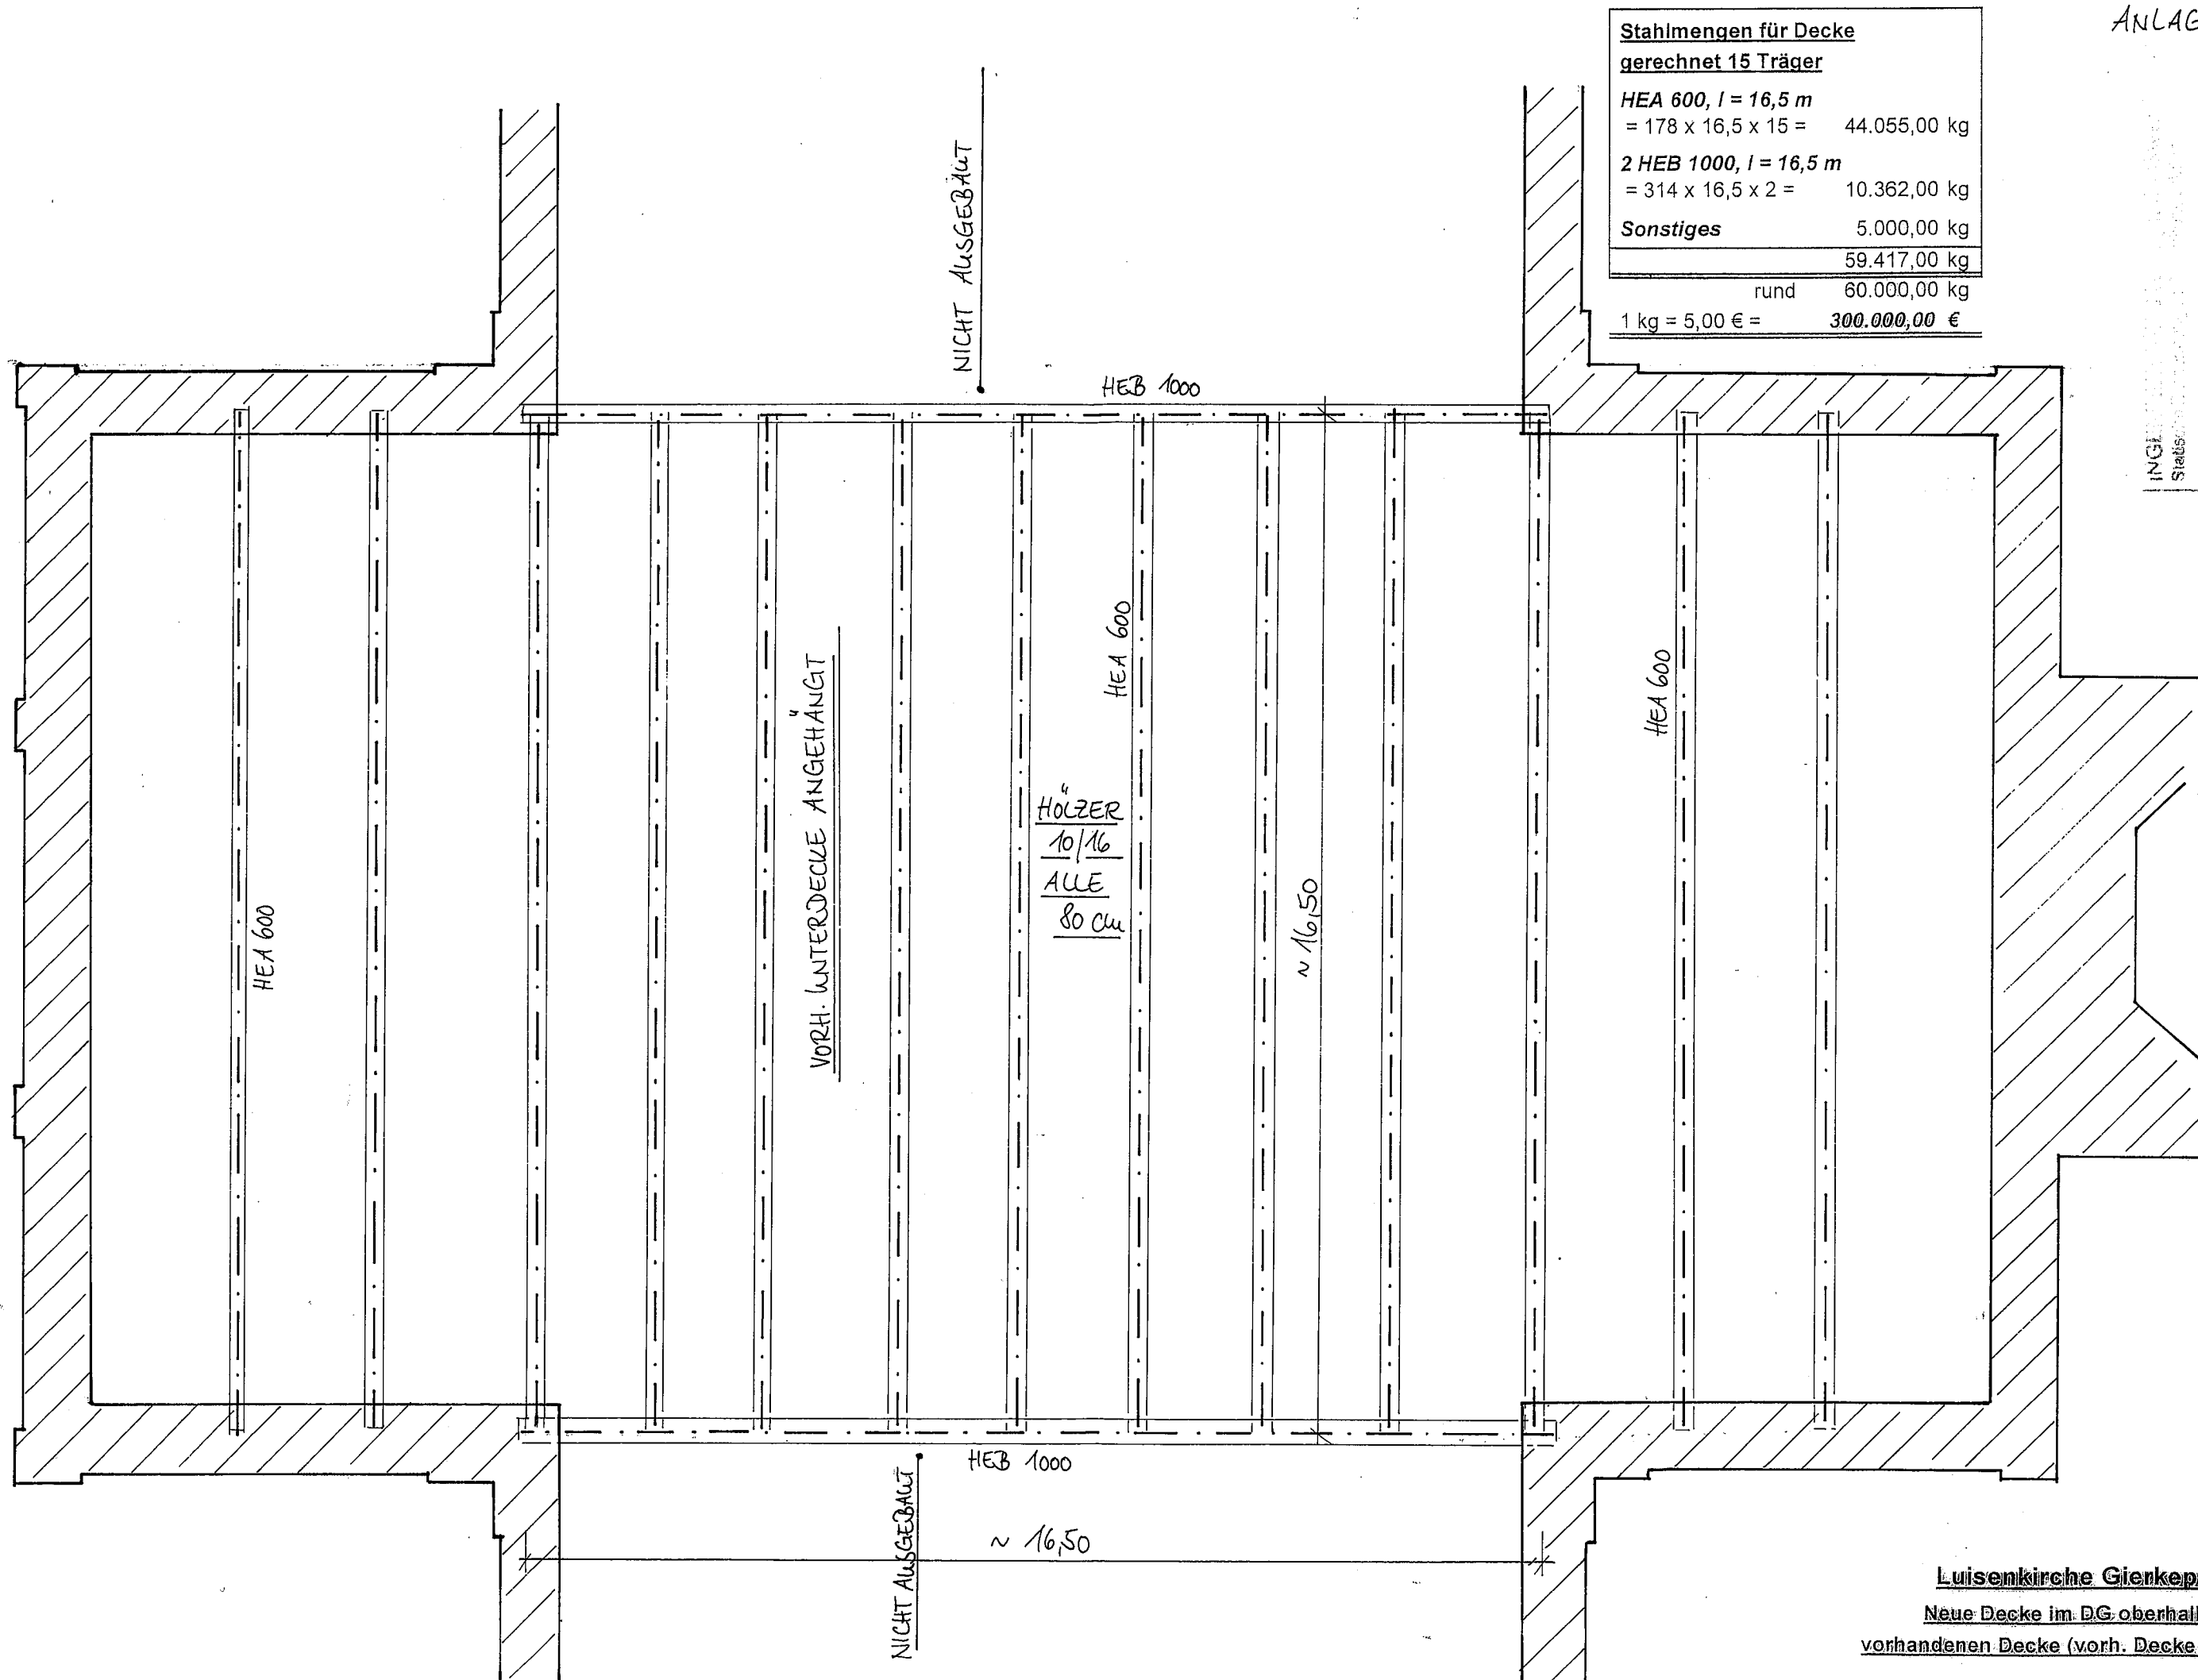 ANLAG
Stahlmengen für Decke
gerechnet 15 Träger
HEA 600, l = 16,5 m
= 178 x 16,5 x 15 = 44.055,00 kg
2 HEB 1000, l = 16,5 m
= 314 x 16,5 x 2 = 10.362,00 kg
Sonstiges 5.000,00 kg
59.417,00 kg
rund 60.000,00 kg
1 kg = 5,00 € = 300.000,00 €
NICHT AUSGEBAUT
HEB 1000
HEA 600
VORH. UNTERDECKE ANGEHÄNGT
HÖLZER
10/16
ALLE
80 cm
HEA 600
~ 16,50
HEA 600
HEB 1000
NICHT AUSGEBAUT
~ 16,50
Luisenkirche Gierkep
Neue Decke im DG oberhal
vorhandenen Decke (vorh. Decke